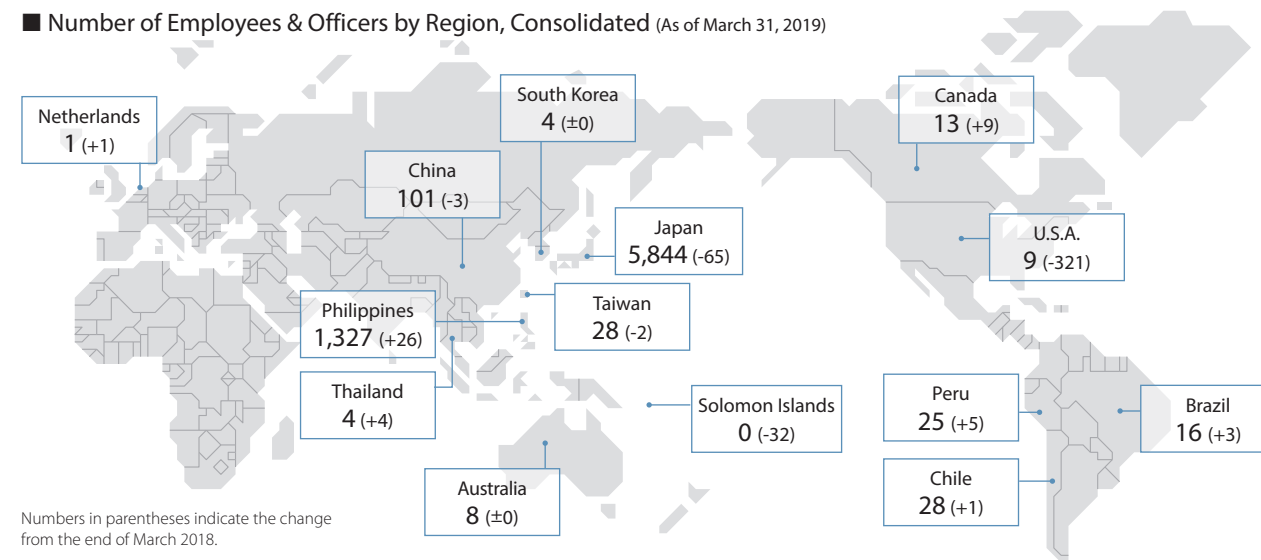 ■ Number of Employees & Officers by Region, Consolidated (As of March 31, 2019)
Netherlands
1 (+1)
South Korea
4 (±0)
Canada
13 (+9)
China
101 (-3)
Japan
5,844 (-65)
U.S.A.
9 (-321)
Philippines
1,327 (+26)
Taiwan
28 (-2)
Thailand
4 (+4)
Solomon Islands
0 (-32)
Peru
25 (+5)
Brazil
16 (+3)
Australia
8 (±0)
Chile
28 (+1)
Numbers in parentheses indicate the change
from the end of March 2018.